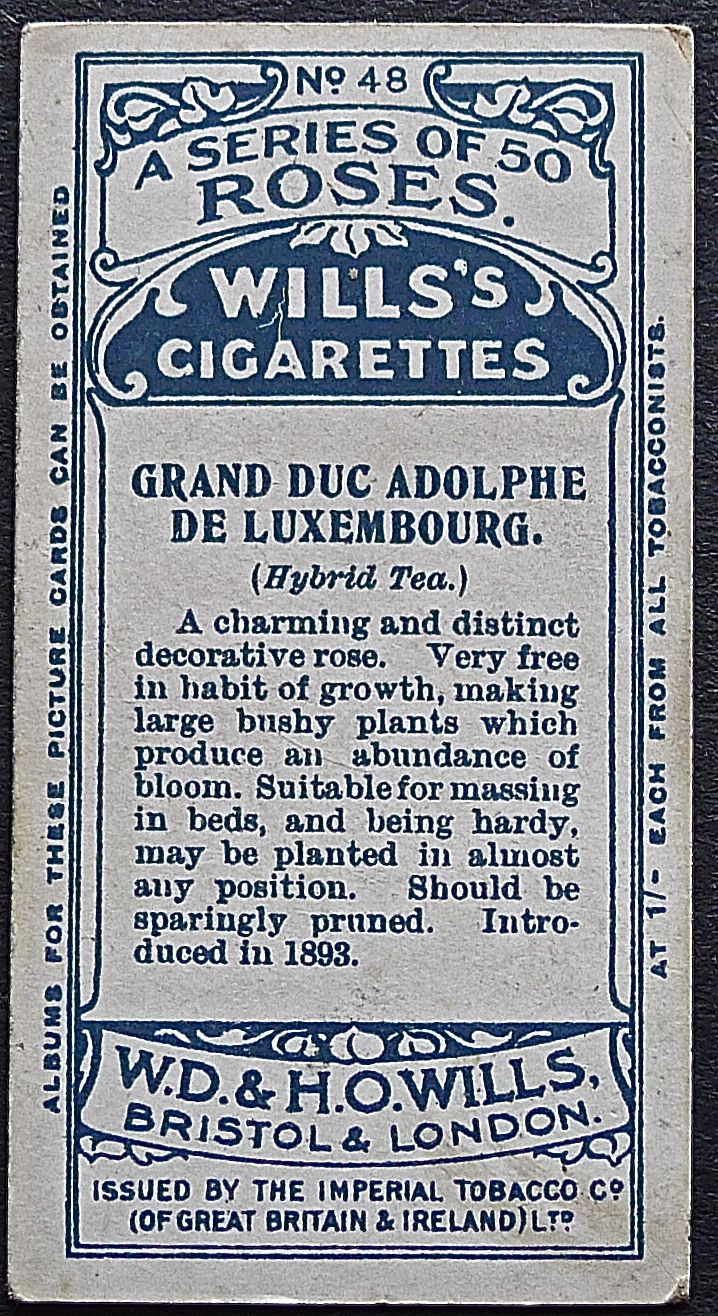 Nº 48
A SERIES OF 50
ROSES.
WILLS'S
CIGARETTES
GRAND DUC ADOLPHE
DE LUXEMBOURG.
(Hybrid Tea.)
A charming and distinct
decorative rose. Very free
in habit of growth, making
large bushy plants which
produce an abundance of
bloom. Suitable for massing
in beds, and being hardy,
may be planted in almost
any position. Should be
sparingly pruned. Intro-
duced in 1893.
W.D. & H.O. WILLS,
BRISTOL & LONDON.
ISSUED BY THE IMPERIAL TOBACCO Cº
(OF GREAT BRITAIN & IRELAND) LTD
ALBUMS FOR THESE PICTURE CARDS CAN BE OBTAINED
AT 1/- EACH FROM ALL TOBACCONISTS.